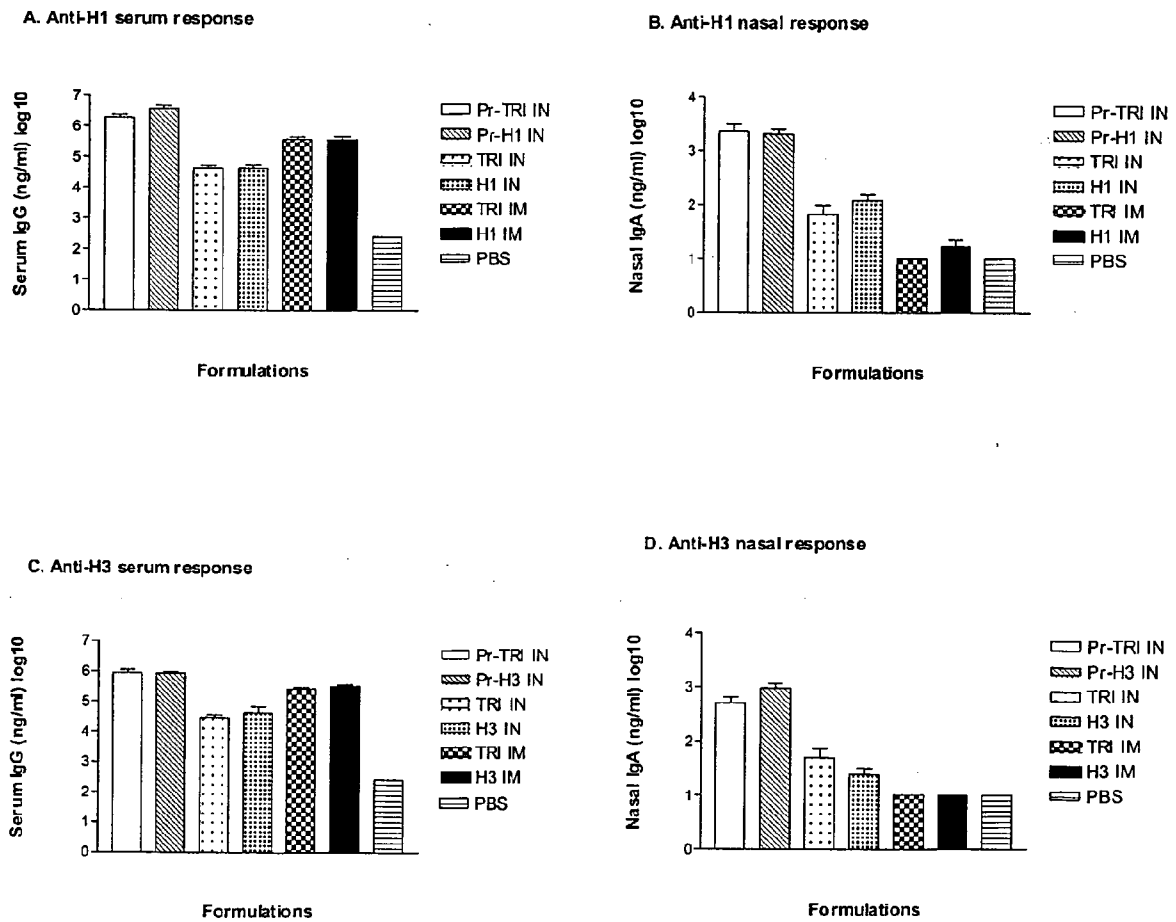 A. Anti-H1 serum response
Serum IgG (ng/ml) log10
7
6
5
4
3
2
1
0
Formulations
Pr-TRI IN
Pr-H1 IN
TRI IN
H1 IN
TRI IM
H1 IM
PBS
B. Anti-H1 nasal response
Nasal IgA (ng/ml) log10
4
3
2
1
0
Formulations
Pr-TRI IN
Pr-H1 IN
TRI IN
H1 IN
TRI IM
H1 IM
PBS
C. Anti-H3 serum response
Serum IgG (ng/ml) log10
7
6
5
4
3
2
1
0
Formulations
Pr-TRI IN
Pr-H3 IN
TRI IN
H3 IN
TRI IM
H3 IM
PBS
D. Anti-H3 nasal response
Nasal IgA (ng/ml) log10
4
3
2
1
0
Formulations
Pr-TRI IN
Pr-H3 IN
TRI IN
H3 IN
TRI IM
H3 IM
PBS